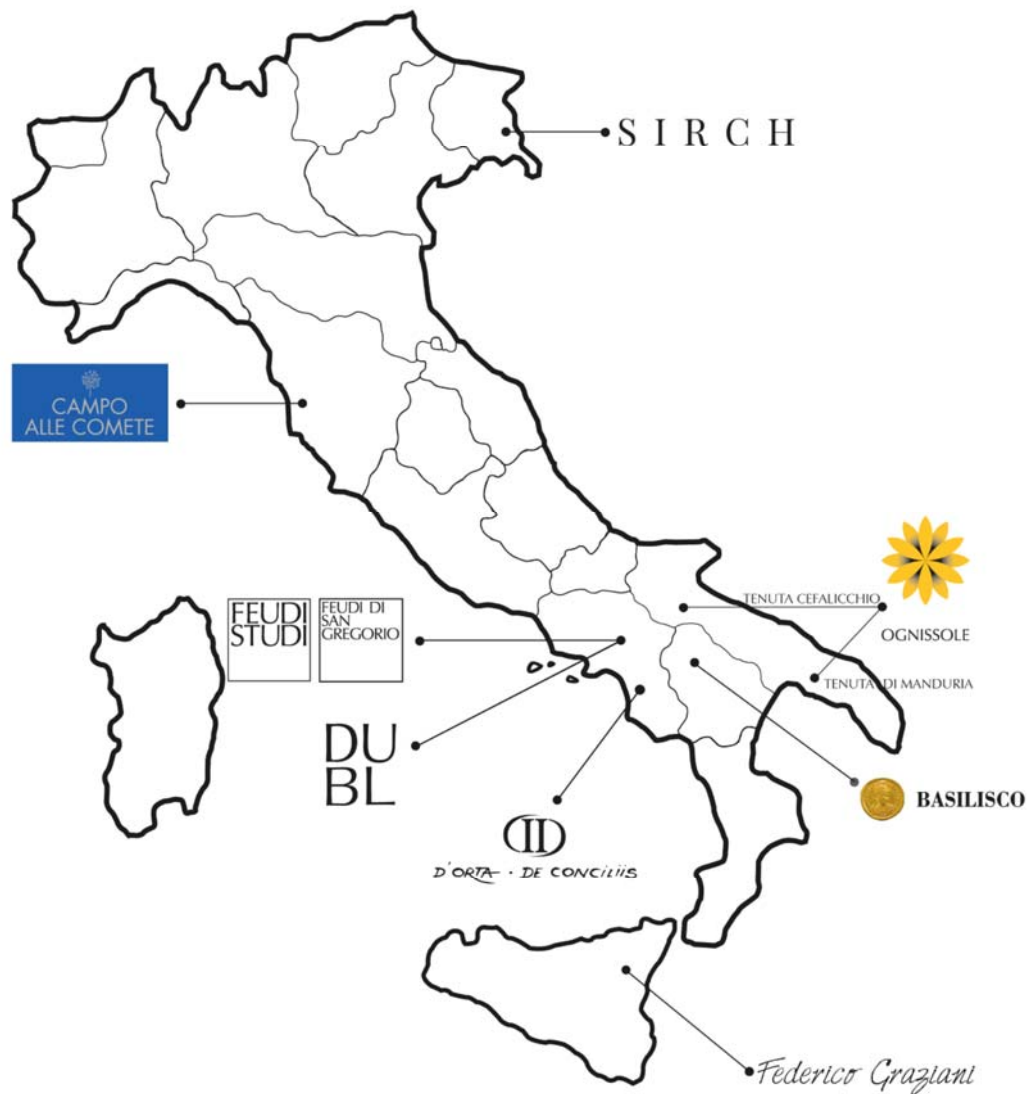 SIRCH
CAMPO
ALLE COMETE
TENUTA CEFALICCHIO
OGNISSOLE
TENUTA DI MANDURIA
FEUDI
STUDI
FEUDI DI
SAN
GREGORIO
DU
BL
BASILISCO
D'ORTA - DE CONCILIIS
Federico Graziani